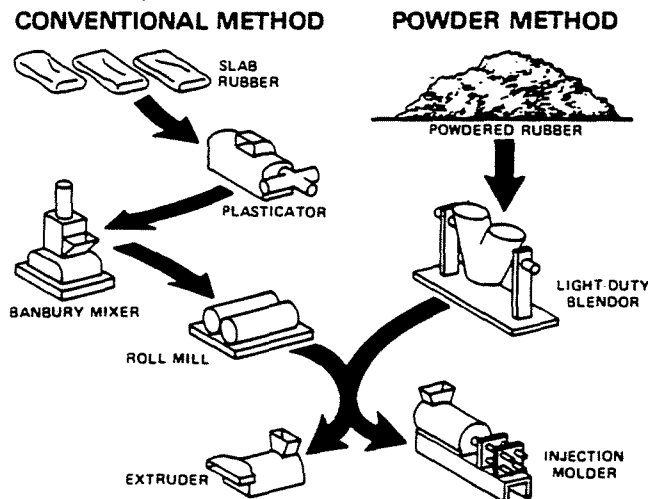 CONVENTIONAL METHOD
POWDER METHOD
SLAB
RUBBER
POWDERED RUBBER
PLASTICATOR
BANBURY MIXER
LIGHT-DUTY
BLENDOR
ROLL MILL
EXTRUDER
INJECTION
MOLDER